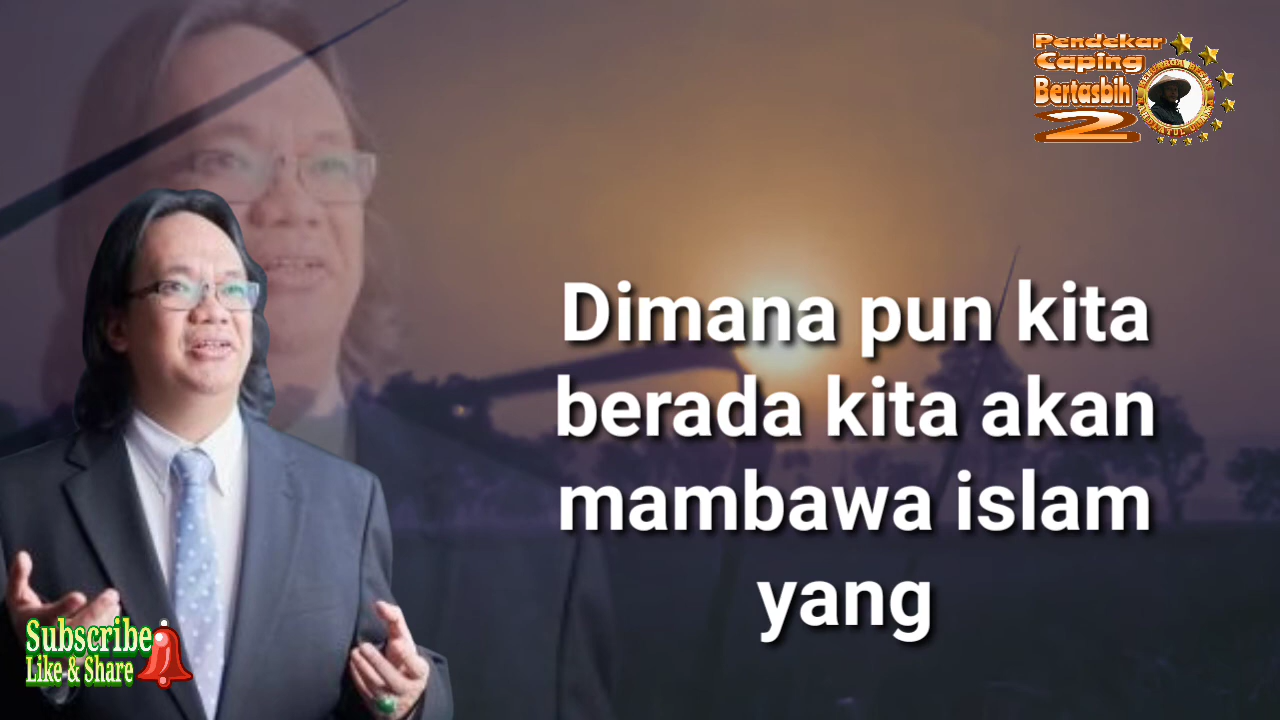 Pendekar
Caping
Bertasbih
2
Dimana pun kita
berada kita akan
mambawa islam
yang
Subscribe
Like & Share